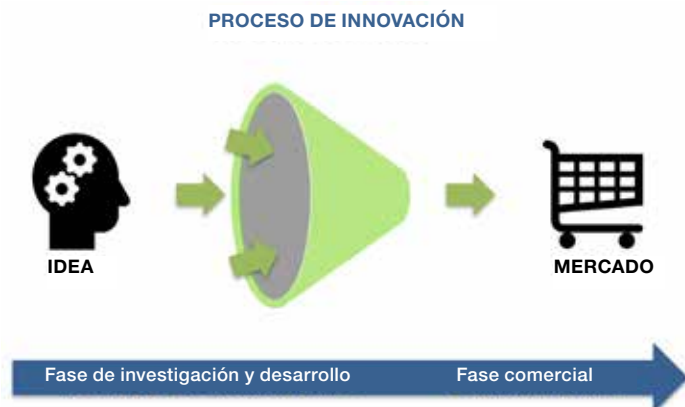 PROCESO DE INNOVACIÓN
IDEA
MERCADO
Fase de investigación y desarrollo
Fase comercial